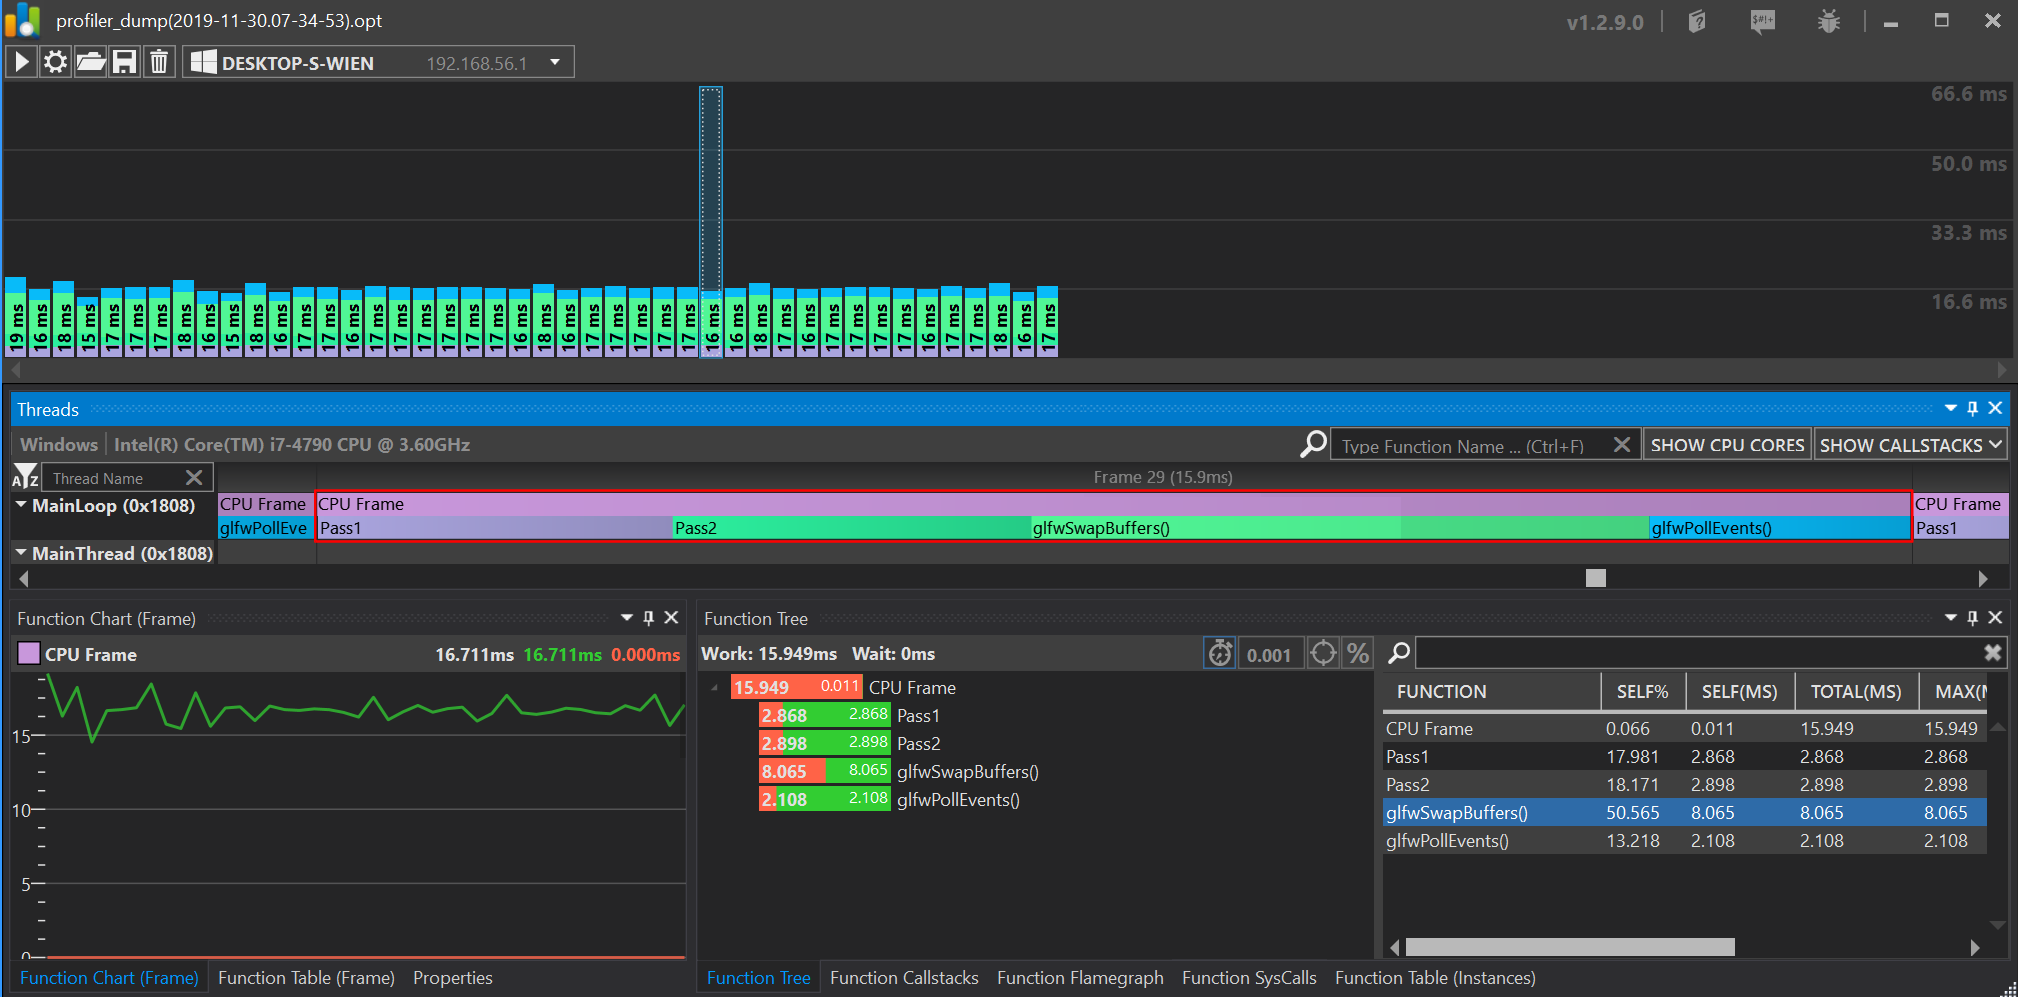 profiler_dump(2019-11-30.07-34-53).opt
v1.2.9.0
$#!+
DESKTOP-S-WIEN 192.168.56.1
66.6 ms
50.0 ms
33.3 ms
16.6 ms
19 ms 16 ms 18 ms 15 ms 17 ms 17 ms 17 ms 18 ms 16 ms 15 ms 18 ms 16 ms 17 ms 17 ms 16 ms 17 ms 17 ms 17 ms 17 ms 17 ms 17 ms 16 ms 18 ms 16 ms 17 ms 17 ms 17 ms 17 ms 17 ms 16 ms 16 ms 18 ms 17 ms 16 ms 17 ms 17 ms 17 ms 17 ms 16 ms 17 ms 17 ms 18 ms 16 ms 17 ms
Threads
Windows Intel(R) Core(TM) i7-4790 CPU @ 3.60GHz
Type Function Name ... (Ctrl+F)
SHOW CPU CORES
SHOW CALLSTACKS
AZ Thread Name
Frame 29 (15.9ms)
MainLoop (0x1808)
CPU Frame CPU Frame CPU Frame
glfwPollEve Pass1 Pass2 glfwSwapBuffers() glfwPollEvents() Pass1
MainThread (0x1808)
Function Chart (Frame)
CPU Frame 16.711ms 16.711ms 0.000ms
15
10
5
0
Function Chart (Frame) Function Table (Frame) Properties
Function Tree
Work: 15.949ms Wait: 0ms
0.001 %
15.949 0.011 CPU Frame
2.868 2.868 Pass1
2.898 2.898 Pass2
8.065 8.065 glfwSwapBuffers()
2.108 2.108 glfwPollEvents()
FUNCTION SELF% SELF(MS) TOTAL(MS) MAX(M
CPU Frame 0.066 0.011 15.949 15.949
Pass1 17.981 2.868 2.868 2.868
Pass2 18.171 2.898 2.898 2.898
glfwSwapBuffers() 50.565 8.065 8.065 8.065
glfwPollEvents() 13.218 2.108 2.108 2.108
Function Tree Function Callstacks Function Flamegraph Function SysCalls Function Table (Instances)